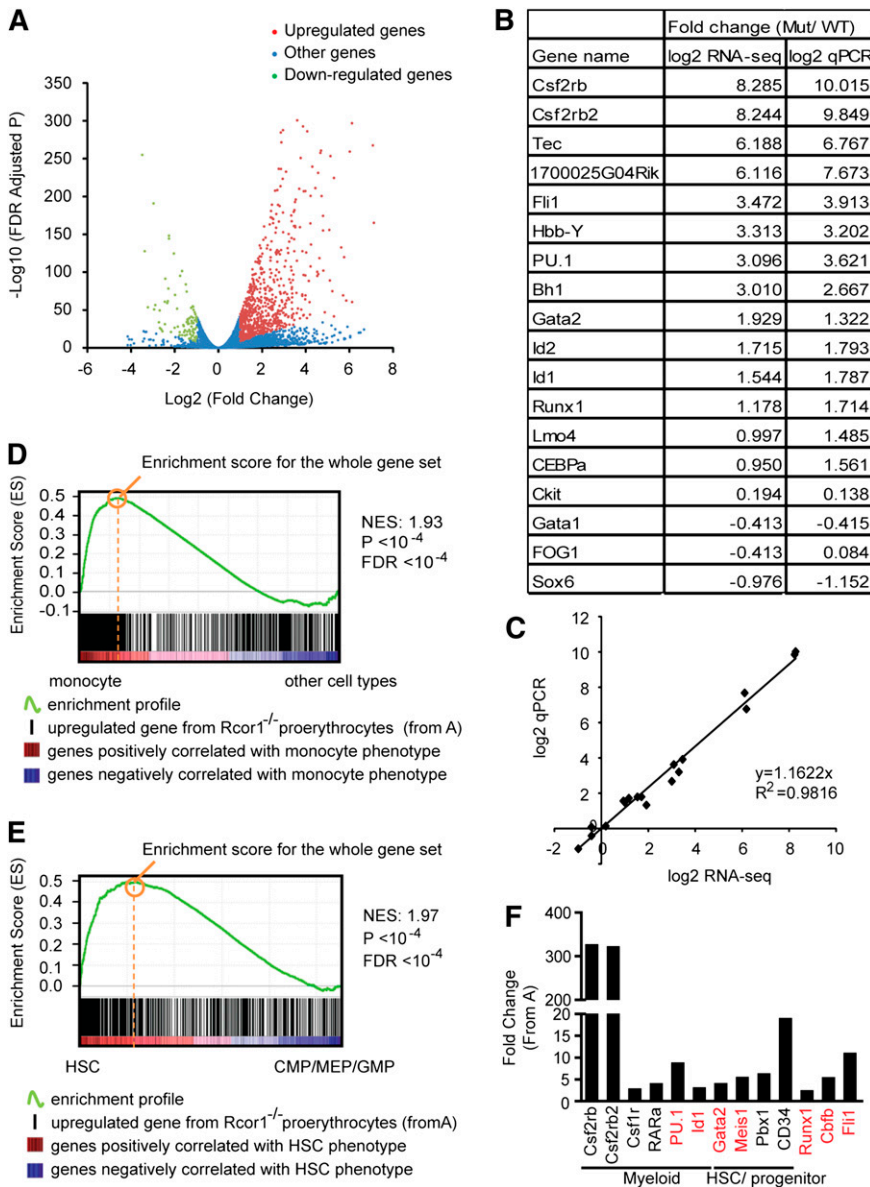 A
Upregulated genes
Other genes
Down-regulated genes
-Log10 (FDR Adjusted P)
350
300
250
200
150
100
50
0
-6 -4 -2 0 2 4 6 8
Log2 (Fold Change)
B
Fold change (Mut/ WT)
Gene name log2 RNA-seq log2 qPCR
Csf2rb 8.285 10.015
Csf2rb2 8.244 9.849
Tec 6.188 6.767
1700025G04Rik 6.116 7.673
Fli1 3.472 3.913
Hbb-Y 3.313 3.202
PU.1 3.096 3.621
Bh1 3.010 2.667
Gata2 1.929 1.322
Id2 1.715 1.793
Id1 1.544 1.787
Runx1 1.178 1.714
Lmo4 0.997 1.485
CEBPa 0.950 1.561
Ckit 0.194 0.138
Gata1 -0.413 -0.415
FOG1 -0.413 0.084
Sox6 -0.976 -1.152
C
log2 qPCR
12
10
8
6
4
2
0
-2
0 2 4 6 8 10
y=1.1622x
R²=0.9816
log2 RNA-seq
D
Enrichment score for the whole gene set
Enrichment Score (ES)
0.5
0.4
0.3
0.2
0.1
0.0
-0.1
NES: 1.93
P <10⁻⁴
FDR <10⁻⁴
monocyte other cell types
enrichment profile
upregulated gene from Rcor1⁻/⁻ proerythrocytes (from A)
genes positively correlated with monocyte phenotype
genes negatively correlated with monocyte phenotype
E
Enrichment score for the whole gene set
Enrichment Score (ES)
0.5
0.4
0.3
0.2
0.1
0.0
NES: 1.97
P <10⁻⁴
FDR <10⁻⁴
HSC CMP/MEP/GMP
enrichment profile
upregulated gene from Rcor1⁻/⁻ proerythrocytes (fromA)
genes positively correlated with HSC phenotype
genes negatively correlated with HSC phenotype
F
Fold Change
(From A)
400
300
200
20
15
10
5
0
Csf2rb
Csf2rb2
Csf1r
RARa
PU.1
Id1
Gata2
Meis1
Pbx1
CD34
Runx1
Cbfb
Fli1
Myeloid HSC/ progenitor